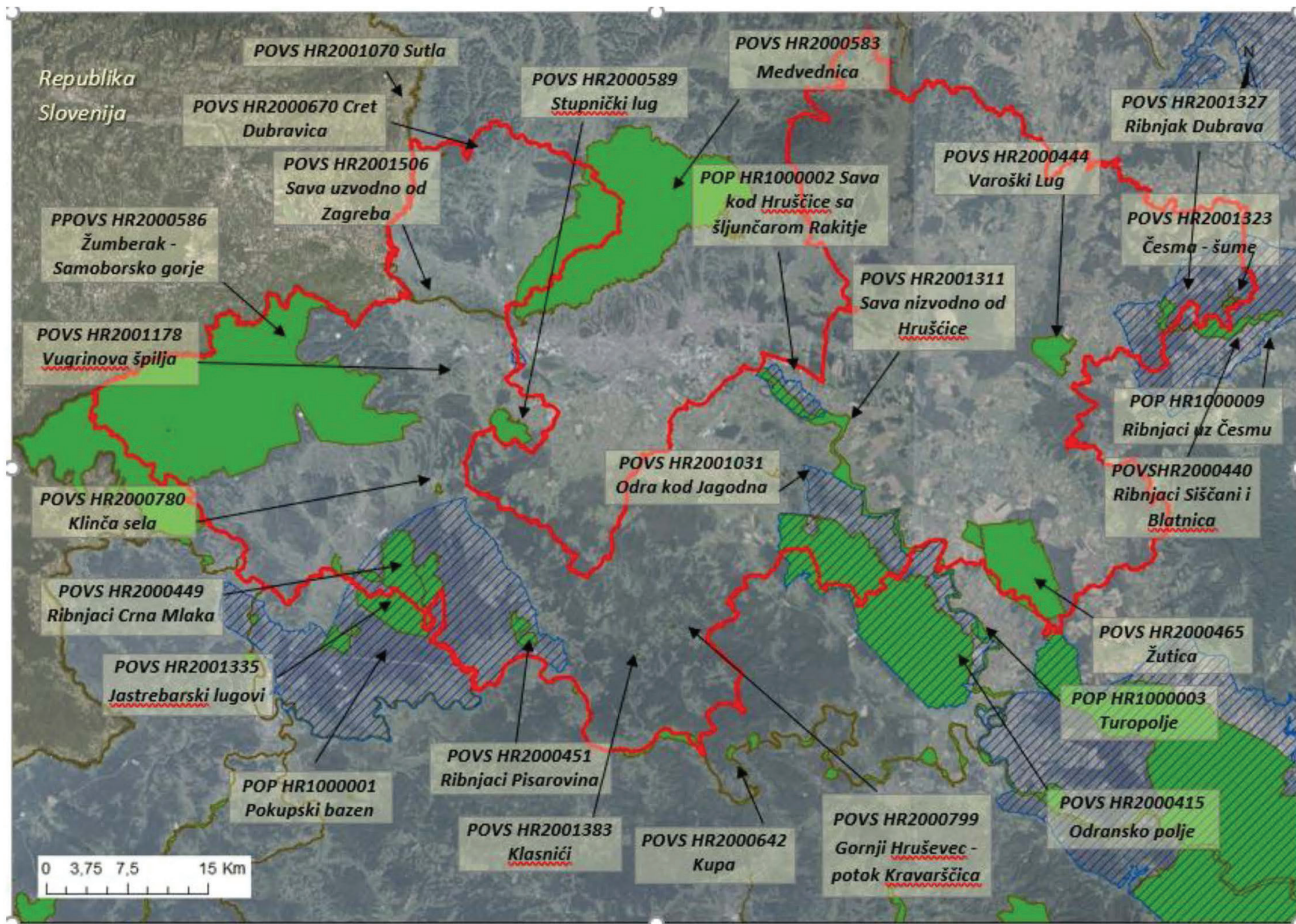 Republika
Slovenija
POVS HR2001070 Sutla
POVS HR2000670 Cret
Dubravica
POVS HR2001506
Sava uzvodno od
Zagreba
PPOVS HR2000586
Žumberak -
Samoborsko gorje
POVS HR2001178
Vugrinova špilja
POVS HR2000589
Stupnički lug
POVS HR2000583
Medvednica
POP HR1000002 Sava
kod Hruščice sa
šljunčarom Rakitje
N
POVS HR2001327
Ribnjak Dubrava
POVS HR2000444
Varoški Lug
POVS HR2001323
Česma - šume
POVS HR2001311
Sava nizvodno od
Hrušćice
POP HR1000009
Ribnjaci uz Česmu
POVSHR2000440
Ribnjaci Siščani i
Blatnica
POVS HR2001031
Odra kod Jagodna
POVS HR2000780
Klinča sela
POVS HR2000449
Ribnjaci Crna Mlaka
POVS HR2001335
Jastrebarski lugovi
POP HR1000001
Pokupski bazen
POVS HR2000451
Ribnjaci Pisarovina
POVS HR2001383
Klasnići
POVS HR2000642
Kupa
POVS HR2000799
Gornji Hruševec -
potok Kravarščica
POVS HR2000465
Žutica
POP HR1000003
Turopolje
POVS HR2000415
Odransko polje
0 3,75 7,5 15 Km